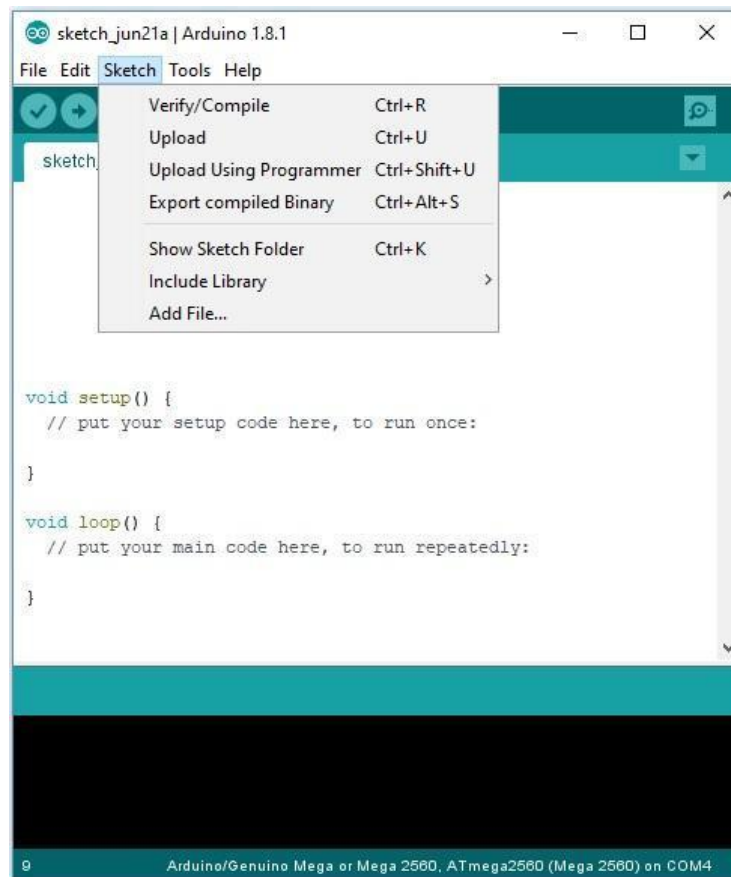 sketch_jun21a | Arduino 1.8.1
File Edit Sketch Tools Help
Verify/Compile Ctrl+R
Upload Ctrl+U
sketch_
Upload Using Programmer Ctrl+Shift+U
Export compiled Binary Ctrl+Alt+S
Show Sketch Folder Ctrl+K
Include Library
Add File...
void setup() {
  // put your setup code here, to run once:
}
void loop() {
  // put your main code here, to run repeatedly:
}
9 Arduino/Genuino Mega or Mega 2560, ATmega2560 (Mega 2560) on COM4